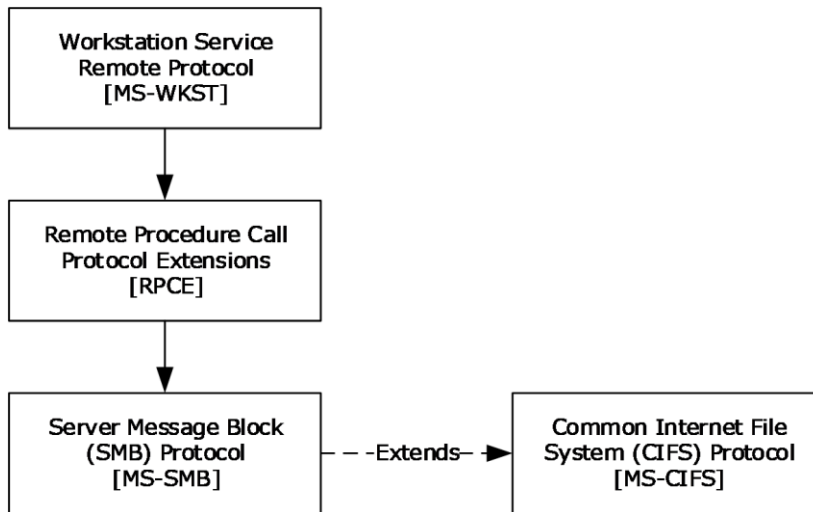 Workstation Service
Remote Protocol
[MS-WKST]
Remote Procedure Call
Protocol Extensions
[RPCE]
Server Message Block
(SMB) Protocol
[MS-SMB]
Extends
Common Internet File
System (CIFS) Protocol
[MS-CIFS]